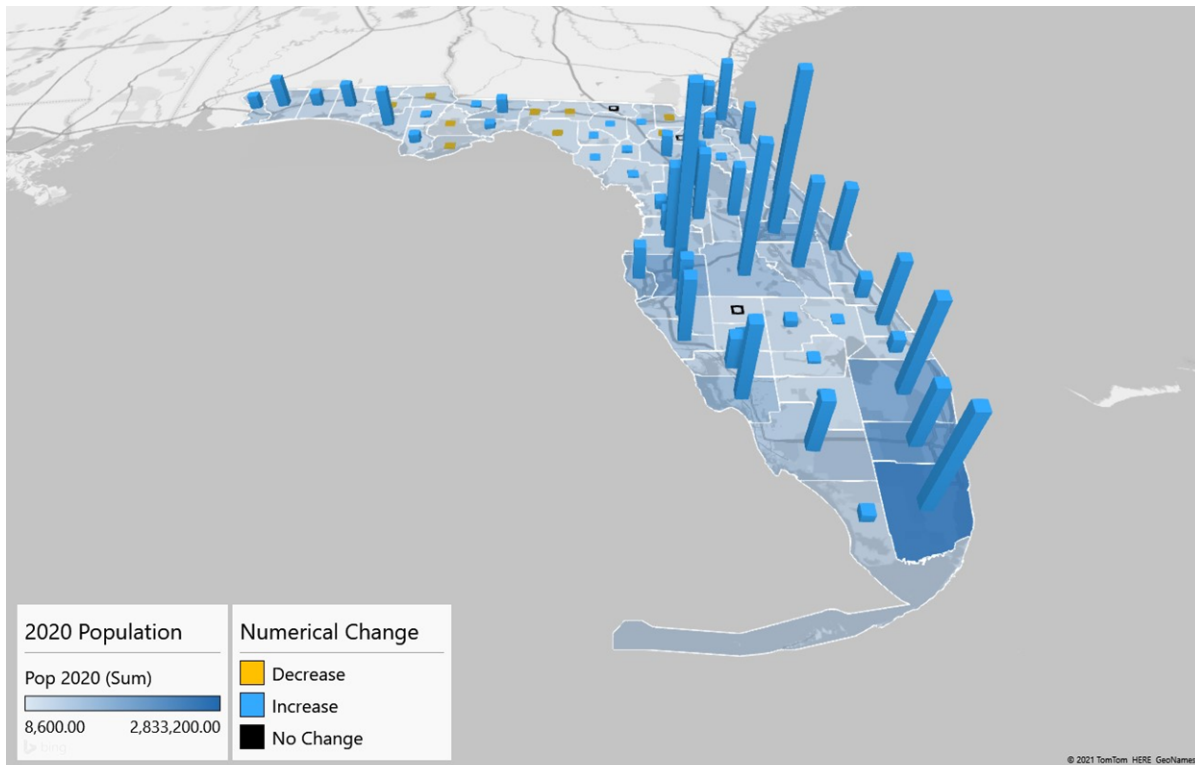 2020 Population
Pop 2020 (Sum)
8,600.00 2,833,200.00
bing
Numerical Change
Decrease
Increase
No Change
© 2021 TomTom HERE GeoNames